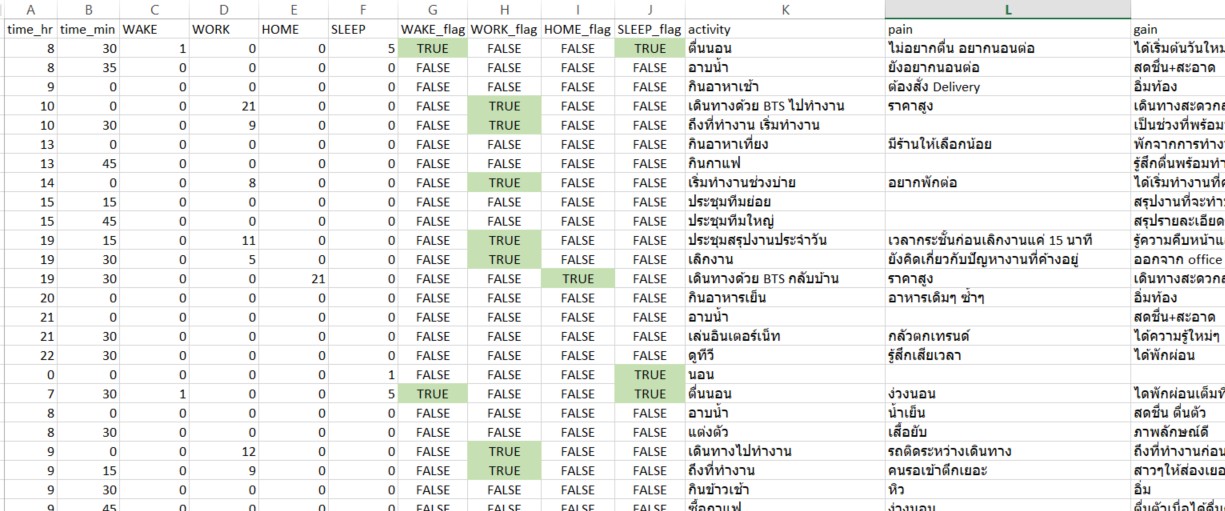 A B C D E F G H I J K L M
time_hr time_min WAKE WORK HOME SLEEP WAKE_flag WORK_flag HOME_flag SLEEP_flag activity pain gain
8 30 1 0 0 5 TRUE FALSE FALSE TRUE ตื่นนอน ไม่อยากตื่น อยากนอนต่อ ได้เริ่มต้นวันใหม
8 35 0 0 0 0 FALSE FALSE FALSE FALSE อาบน้ำ ยังอยากนอนต่อ สดชื่น+สะอาด
9 0 0 0 0 0 FALSE FALSE FALSE FALSE กินอาหาเช้า ต้องสั่ง Delivery อิ่มท้อง
10 0 0 21 0 0 FALSE TRUE FALSE FALSE เดินทางด้วย BTS ไปทำงาน ราคาสูง เดินทางสะดวกส
10 30 0 9 0 0 FALSE TRUE FALSE FALSE ถึงที่ทำงาน เริ่มทำงาน เป็นช่วงที่พร้อม
13 0 0 0 0 0 FALSE FALSE FALSE FALSE กินอาหาเที่ยง มีร้านให้เลือกน้อย พักจากการทำง
13 45 0 0 0 0 FALSE FALSE FALSE FALSE กินกาแฟ รู้สึกตื่นพร้อมทำ
14 0 0 8 0 0 FALSE TRUE FALSE FALSE เริ่มทำงานช่วงบ่าย อยากพักต่อ ได้เริ่มทำงานที่
15 15 0 0 0 0 FALSE FALSE FALSE FALSE ประชุมทีมย่อย สรุปงานที่จะทำ
15 45 0 0 0 0 FALSE FALSE FALSE FALSE ประชุมทีมใหญ่ สรุปรายละเอียด
19 15 0 11 0 0 FALSE TRUE FALSE FALSE ประชุมสรุปงานประจำวัน เวลากระชั้นก่อนเลิกงานแค่ 15 นาที รู้ความคืบหน้าแ
19 30 0 5 0 0 FALSE TRUE FALSE FALSE เลิกงาน ยังคิดเกี่ยวกับปัญหางานที่ค้างอยู่ ออกจาก office
19 30 0 0 21 0 FALSE FALSE TRUE FALSE เดินทางด้วย BTS กลับบ้าน ราคาสูง เดินทางสะดวกส
20 0 0 0 0 0 FALSE FALSE FALSE FALSE กินอาหารเย็น อาหารเดิมๆ ซ้ำๆ อิ่มท้อง
21 0 0 0 0 0 FALSE FALSE FALSE FALSE อาบน้ำ สดชื่น+สะอาด
21 30 0 0 0 0 FALSE FALSE FALSE FALSE เล่นอินเตอร์เน็ท กลัวตกเทรนด์ ได้ความรู้ใหม่ๆ
22 30 0 0 0 0 FALSE FALSE FALSE FALSE ดูทีวี รู้สึกเสียเวลา ได้พักผ่อน
0 0 0 0 0 1 FALSE FALSE FALSE TRUE นอน
7 30 1 0 0 5 TRUE FALSE FALSE TRUE ตื่นนอน ง่วงนอน ได้พักผ่อนเต็มที
8 0 0 0 0 0 FALSE FALSE FALSE FALSE อาบน้ำ น้ำเย็น สดชื่น ตื่นตัว
8 30 0 0 0 0 FALSE FALSE FALSE FALSE แต่งตัว เสื้อยับ ภาพลักษณ์ดี
9 0 0 12 0 0 FALSE TRUE FALSE FALSE เดินทางไปทำงาน รถติดระหว่างเดินทาง ถึงที่ทำงานก่อน
9 15 0 9 0 0 FALSE TRUE FALSE FALSE ถึงที่ทำงาน คนรอเข้าตึกเยอะ สาวๆให้ส่องเยอ
9 30 0 0 0 0 FALSE FALSE FALSE FALSE กินข้าวเช้า หิว อิ่ม
9 45 0 0 0 0 FALSE FALSE FALSE FALSE ซื้อกาแฟ ง่วงนอน